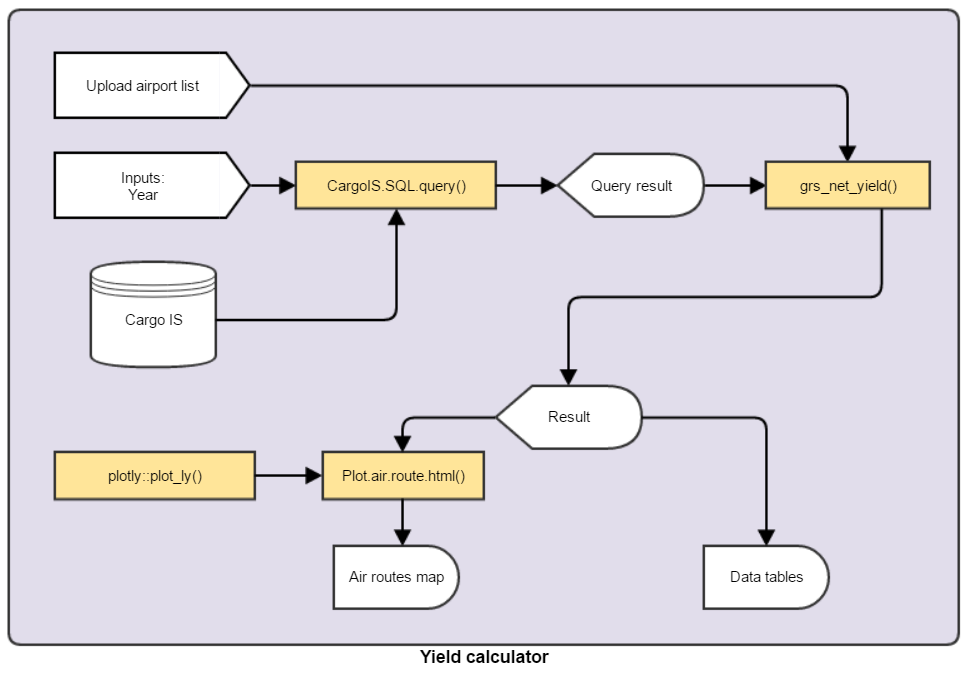 Upload airport list
Inputs:
Year
CargoIS.SQL.query()
Query result
grs_net_yield()
Cargo IS
Result
plotly::plot_ly()
Plot.air.route.html()
Air routes map
Data tables
Yield calculator